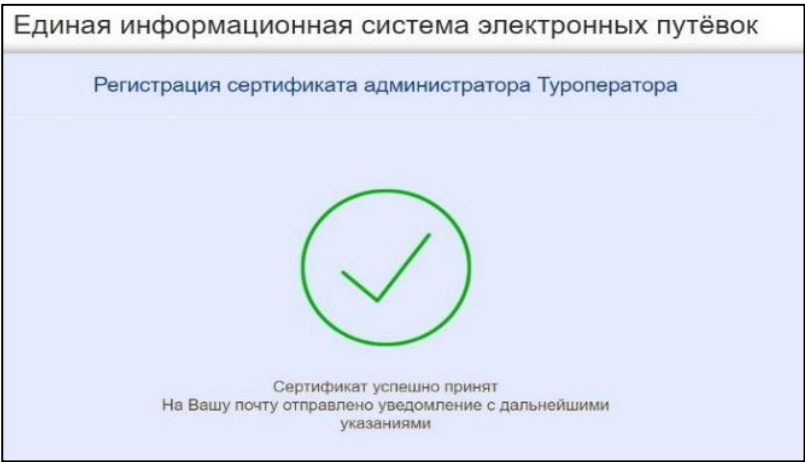 Единая информационная система электронных путёвок
Регистрация сертификата администратора Туроператора
Сертификат успешно принят
На Вашу почту отправлено уведомление с дальнейшими
указаниями